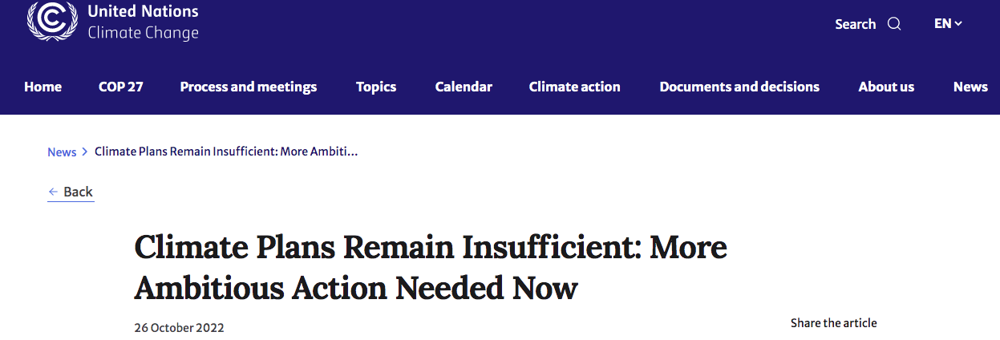 United Nations
Climate Change
Search
EN
Home
COP 27
Process and meetings
Topics
Calendar
Climate action
Documents and decisions
About us
News
News > Climate Plans Remain Insufficient: More Ambiti...
← Back
Climate Plans Remain Insufficient: More
Ambitious Action Needed Now
26 October 2022
Share the article